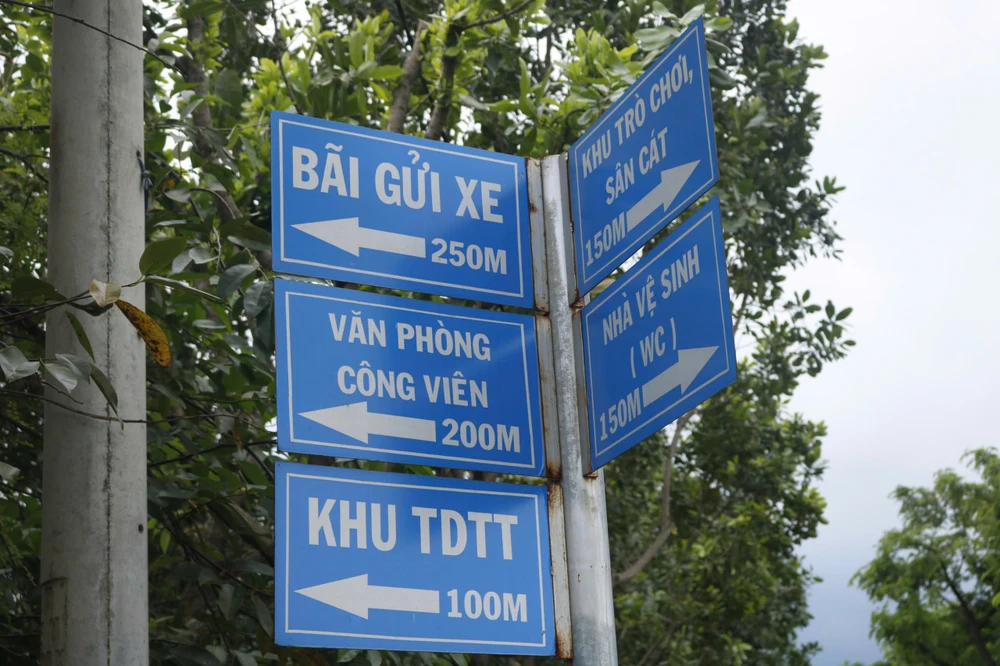 BÃI GỬI XE
250M
VĂN PHÒNG
CÔNG VIÊN
200M
KHU TDTT
100M
KHU TRÒ CHƠI,
SÂN CÁT
150M
NHÀ VỆ SINH
( WC )
150M